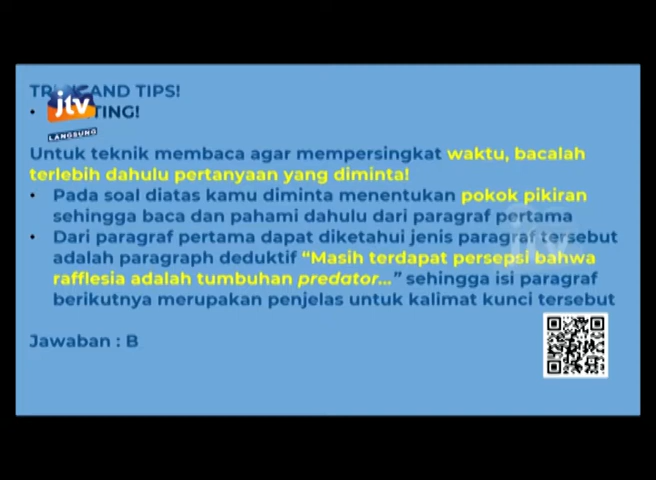 TRICK AND TIPS!
• TING!
jtv
LANGSUNG
Untuk teknik membaca agar mempersingkat waktu, bacalah
terlebih dahulu pertanyaan yang diminta!
• Pada soal diatas kamu diminta menentukan pokok pikiran
sehingga baca dan pahami dahulu dari paragraf pertama
• Dari paragraf pertama dapat diketahui jenis paragraf tersebut
adalah paragraph deduktif “Masih terdapat persepsi bahwa
rafflesia adalah tumbuhan predator...” sehingga isi paragraf
berikutnya merupakan penjelas untuk kalimat kunci tersebut
jtv
Jawaban : B